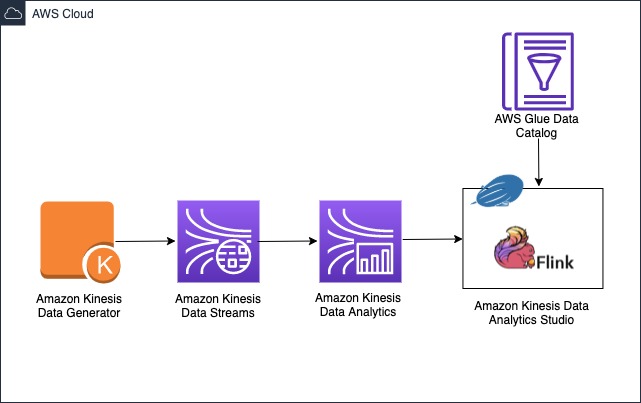 AWS Cloud
AWS Glue Data
Catalog
K
Flink
Amazon Kinesis
Data Generator
Amazon Kinesis
Data Streams
Amazon Kinesis
Data Analytics
Amazon Kinesis Data
Analytics Studio